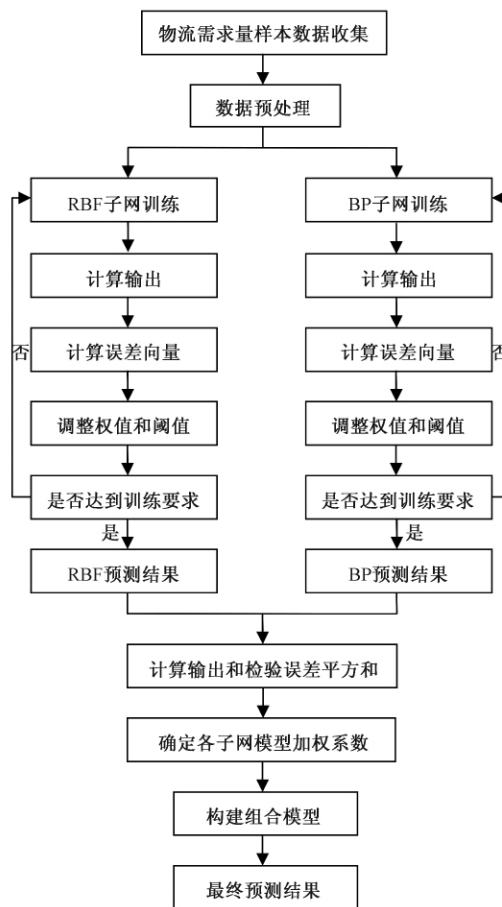 物流需求量样本数据收集
数据预处理
RBF子网训练
BP子网训练
计算输出
计算输出
否
计算误差向量
计算误差向量
否
调整权值和阈值
调整权值和阈值
是否达到训练要求
是否达到训练要求
是
是
RBF预测结果
BP预测结果
计算输出和检验误差平方和
确定各子网模型加权系数
构建组合模型
最终预测结果